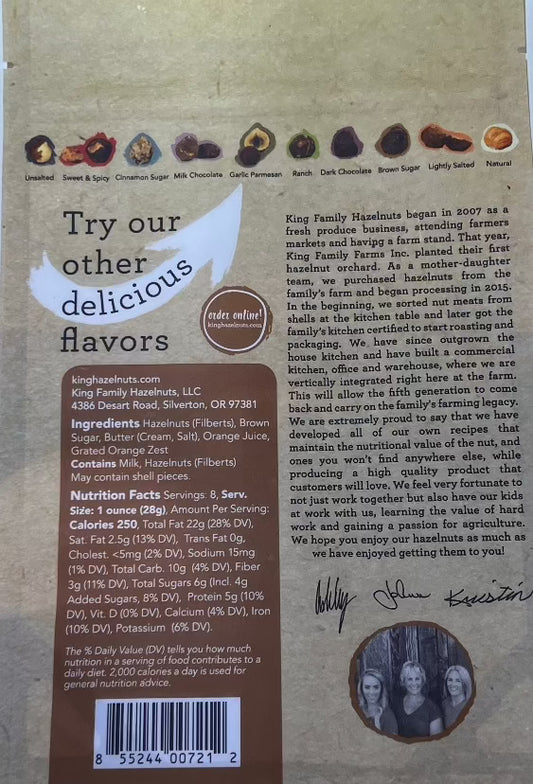 Unsalted Sweet & Spicy Cinnamon Sugar Milk Chocolate Garlic Parmesan Ranch Dark Chocolate Brown Sugar Lightly Salted Natural
Try our
other
delicious
flavors
order online!
kinghazelnuts.com
kinghazelnuts.com
King Family Hazelnuts, LLC
4386 Desart Road, Silverton, OR 97381
Ingredients Hazelnuts (Filberts), Brown
Sugar, Butter (Cream, Salt), Orange Juice,
Grated Orange Zest
Contains Milk, Hazelnuts (Filberts)
May contain shell pieces.
Nutrition Facts Servings: 8, Serv.
Size: 1 ounce (28g), Amount Per Serving:
Calories 250, Total Fat 22g (28% DV),
Sat. Fat 2.5g (13% DV), Trans Fat 0g,
Cholest. <5mg (2% DV), Sodium 15mg
(1% DV), Total Carb. 10g (4% DV), Fiber
3g (11% DV), Total Sugars 6g (Incl. 4g
Added Sugars, 8% DV), Protein 5g (10%
DV), Vit. D (0% DV), Calcium (4% DV), Iron
(10% DV), Potassium (6% DV).
The % Daily Value (DV) tells you how much
nutrition in a serving of food contributes to a
daily diet. 2,000 calories a day is used for
general nutrition advice.
8 55244 00721 2
King Family Hazelnuts began in 2007 as a
fresh produce business, attending farmers
markets and having a farm stand. That year,
King Family Farms Inc. planted their first
hazelnut orchard. As a mother-daughter
team, we purchased hazelnuts from the
family's farm and began processing in 2015.
In the beginning, we sorted nut meats from
shells at the kitchen table and later got the
family's kitchen certified to start roasting and
packaging. We have since outgrown the
house kitchen and have built a commercial
kitchen, office and warehouse, where we are
vertically integrated right here at the farm.
This will allow the fifth generation to come
back and carry on the family's farming legacy.
We are extremely proud to say that we have
developed all of our own recipes that
maintain the nutritional value of the nut, and
ones you won't find anywhere else, while
producing a high quality product that
customers will love. We feel very fortunate to
not just work together but also have our kids
at work with us, learning the value of hard
work and gaining a passion for agriculture.
We hope you enjoy our hazelnuts as much as
we have enjoyed getting them to you!
Kristin